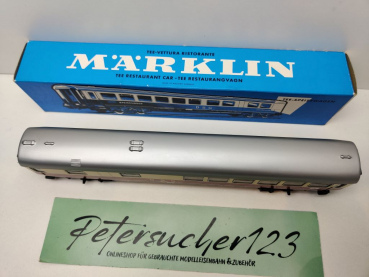 TEE-VETTURA RISTORANTE
MÄRKLIN
TEE RESTAURANT CAR · TEE RESTAURANGVAGN
Petersucher123
ONLINESHOP FÜR GEBRAUCHTE MODELLEISENBAHN & ZUBEHÖR